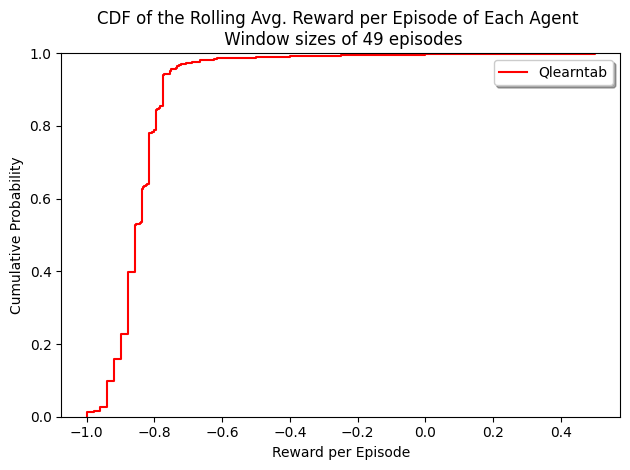 CDF of the Rolling Avg. Reward per Episode of Each Agent
Window sizes of 49 episodes
Qlearntab
Cumulative Probability
1.0
0.8
0.6
0.4
0.2
0.0
−1.0 −0.8 −0.6 −0.4 −0.2 0.0 0.2 0.4
Reward per Episode